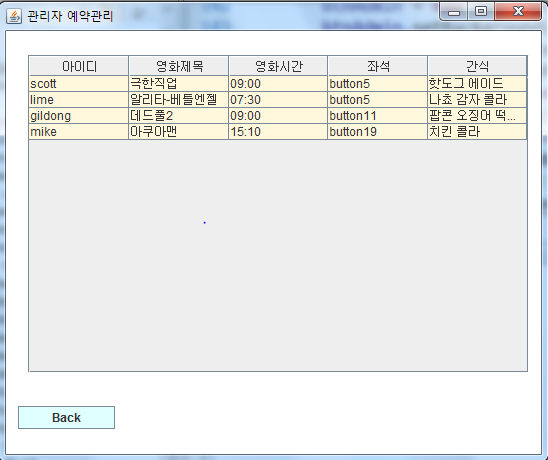 관리자 예약관리
아이디 영화제목 영화시간 좌석 간식
scott 극한직업 09:00 button5 핫도그 에이드
lime 알리타-베틀엔젤 07:30 button5 나쵸 감자 콜라
gildong 데드풀2 09:00 button11 팝콘 오징어 떡...
mike 아쿠아맨 15:10 button19 치킨 콜라
Back